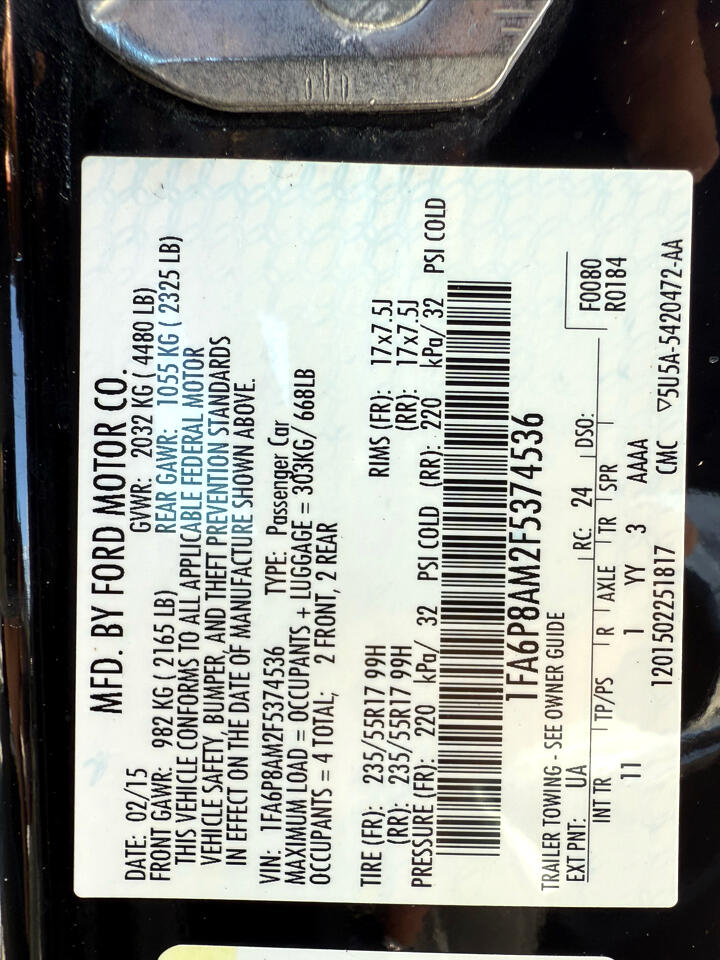 MFD. BY FORD MOTOR CO.
DATE: 02/15 GVWR: 2032 KG ( 4480 LB)
FRONT GAWR: 982 KG ( 2165 LB) REAR GAWR: 1055 KG ( 2325 LB)
THIS VEHICLE CONFORMS TO ALL APPLICABLE FEDERAL MOTOR
VEHICLE SAFETY, BUMPER, AND THEFT PREVENTION STANDARDS
IN EFFECT ON THE DATE OF MANUFACTURE SHOWN ABOVE.
VIN: 1FA6P8AM2F5374536 TYPE: Passenger Car
MAXIMUM LOAD = OCCUPANTS + LUGGAGE = 303KG/ 668LB
OCCUPANTS = 4 TOTAL; 2 FRONT, 2 REAR
TIRE (FR): 235/55R17 99H RIMS (FR): 17x7.5J
(RR): 235/55R17 99H (RR): 17x7.5J
PRESSURE (FR): 220 kPa/ 32 PSI COLD (RR): 220 kPa/ 32 PSI COLD
1FA6P8AM2F5374536
TRAILER TOWING - SEE OWNER GUIDE
F0080
R0184
EXT PNT: UA RC: 24 DSO:
INT TR TP/PS R AXLE TR SPR
11 1 YY 3 AAAA
1201502251817 CMC ▽5U5A-5420472-AA